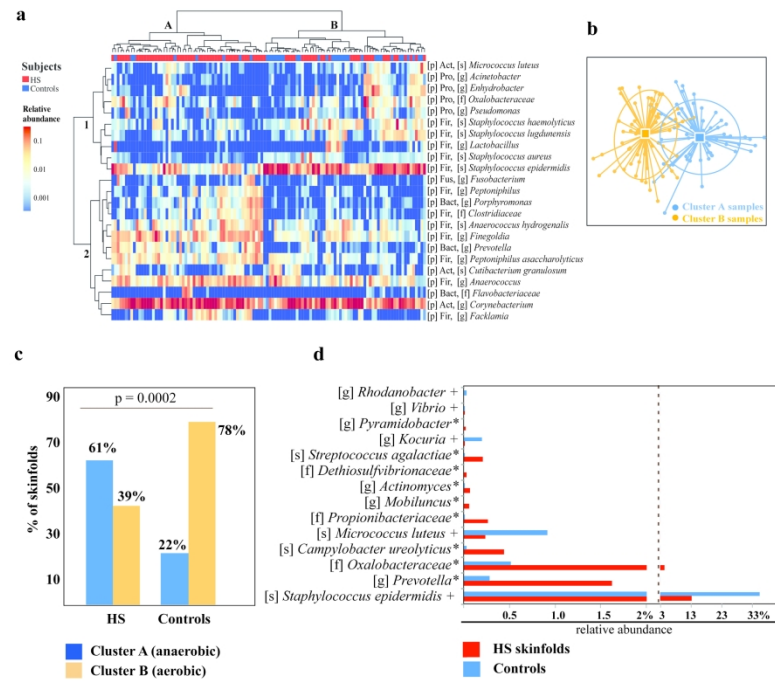 a
A
B
Subjects
HS
Controls
Relative
abundance
0.1
0.01
0.001
1
2
[p] Act, [s] Micrococcus luteus
[p] Pro, [g] Acinetobacter
[p] Pro, [g] Enhydrobacter
[p] Pro, [f] Oxalobacteraceae
[p] Pro, [g] Pseudomonas
[p] Fir, [s] Staphylococcus haemolyticus
[p] Fir, [s] Staphylococcus lugdunensis
[p] Fir, [g] Lactobacillus
[p] Fir, [s] Staphylococcus aureus
[p] Fir, [s] Staphylococcus epidermidis
[p] Fus, [g] Fusobacterium
[p] Fir, [g] Peptoniphilus
[p] Bact, [g] Porphyromonas
[p] Fir, [f] Clostridiaceae
[p] Fir, [s] Anaerococcus hydrogenalis
[p] Fir, [g] Finegoldia
[p] Bact, [g] Prevotella
[p] Fir, [g] Peptoniphilus asaccharolyticus
[p] Act, [s] Cutibacterium granulosum
[p] Fir, [g] Anaerococcus
[p] Bact, [f] Flavobacteriaceae
[p] Act, [g] Corynebacterium
[p] Fir, [g] Facklamia
b
Cluster A samples
Cluster B samples
c
% of skinfolds
90
70
50
30
10
p = 0.0002
61%
39%
22%
78%
HS
Controls
Cluster A (anaerobic)
Cluster B (aerobic)
d
[g] Rhodanobacter +
[g] Vibrio +
[g] Pyramidobacter*
[g] Kocuria +
[s] Streptococcus agalactiae*
[f] Dethiosulfvibrionaceae*
[g] Actinomyces*
[g] Mobiluncus*
[f] Propionibacteriaceae*
[s] Micrococcus luteus +
[s] Campylobacter ureolyticus*
[f] Oxalobacteraceae*
[g] Prevotella*
[s] Staphylococcus epidermidis +
0.5 1.0 1.5 2% 3 13 23 33%
relative abundance
HS skinfolds
Controls